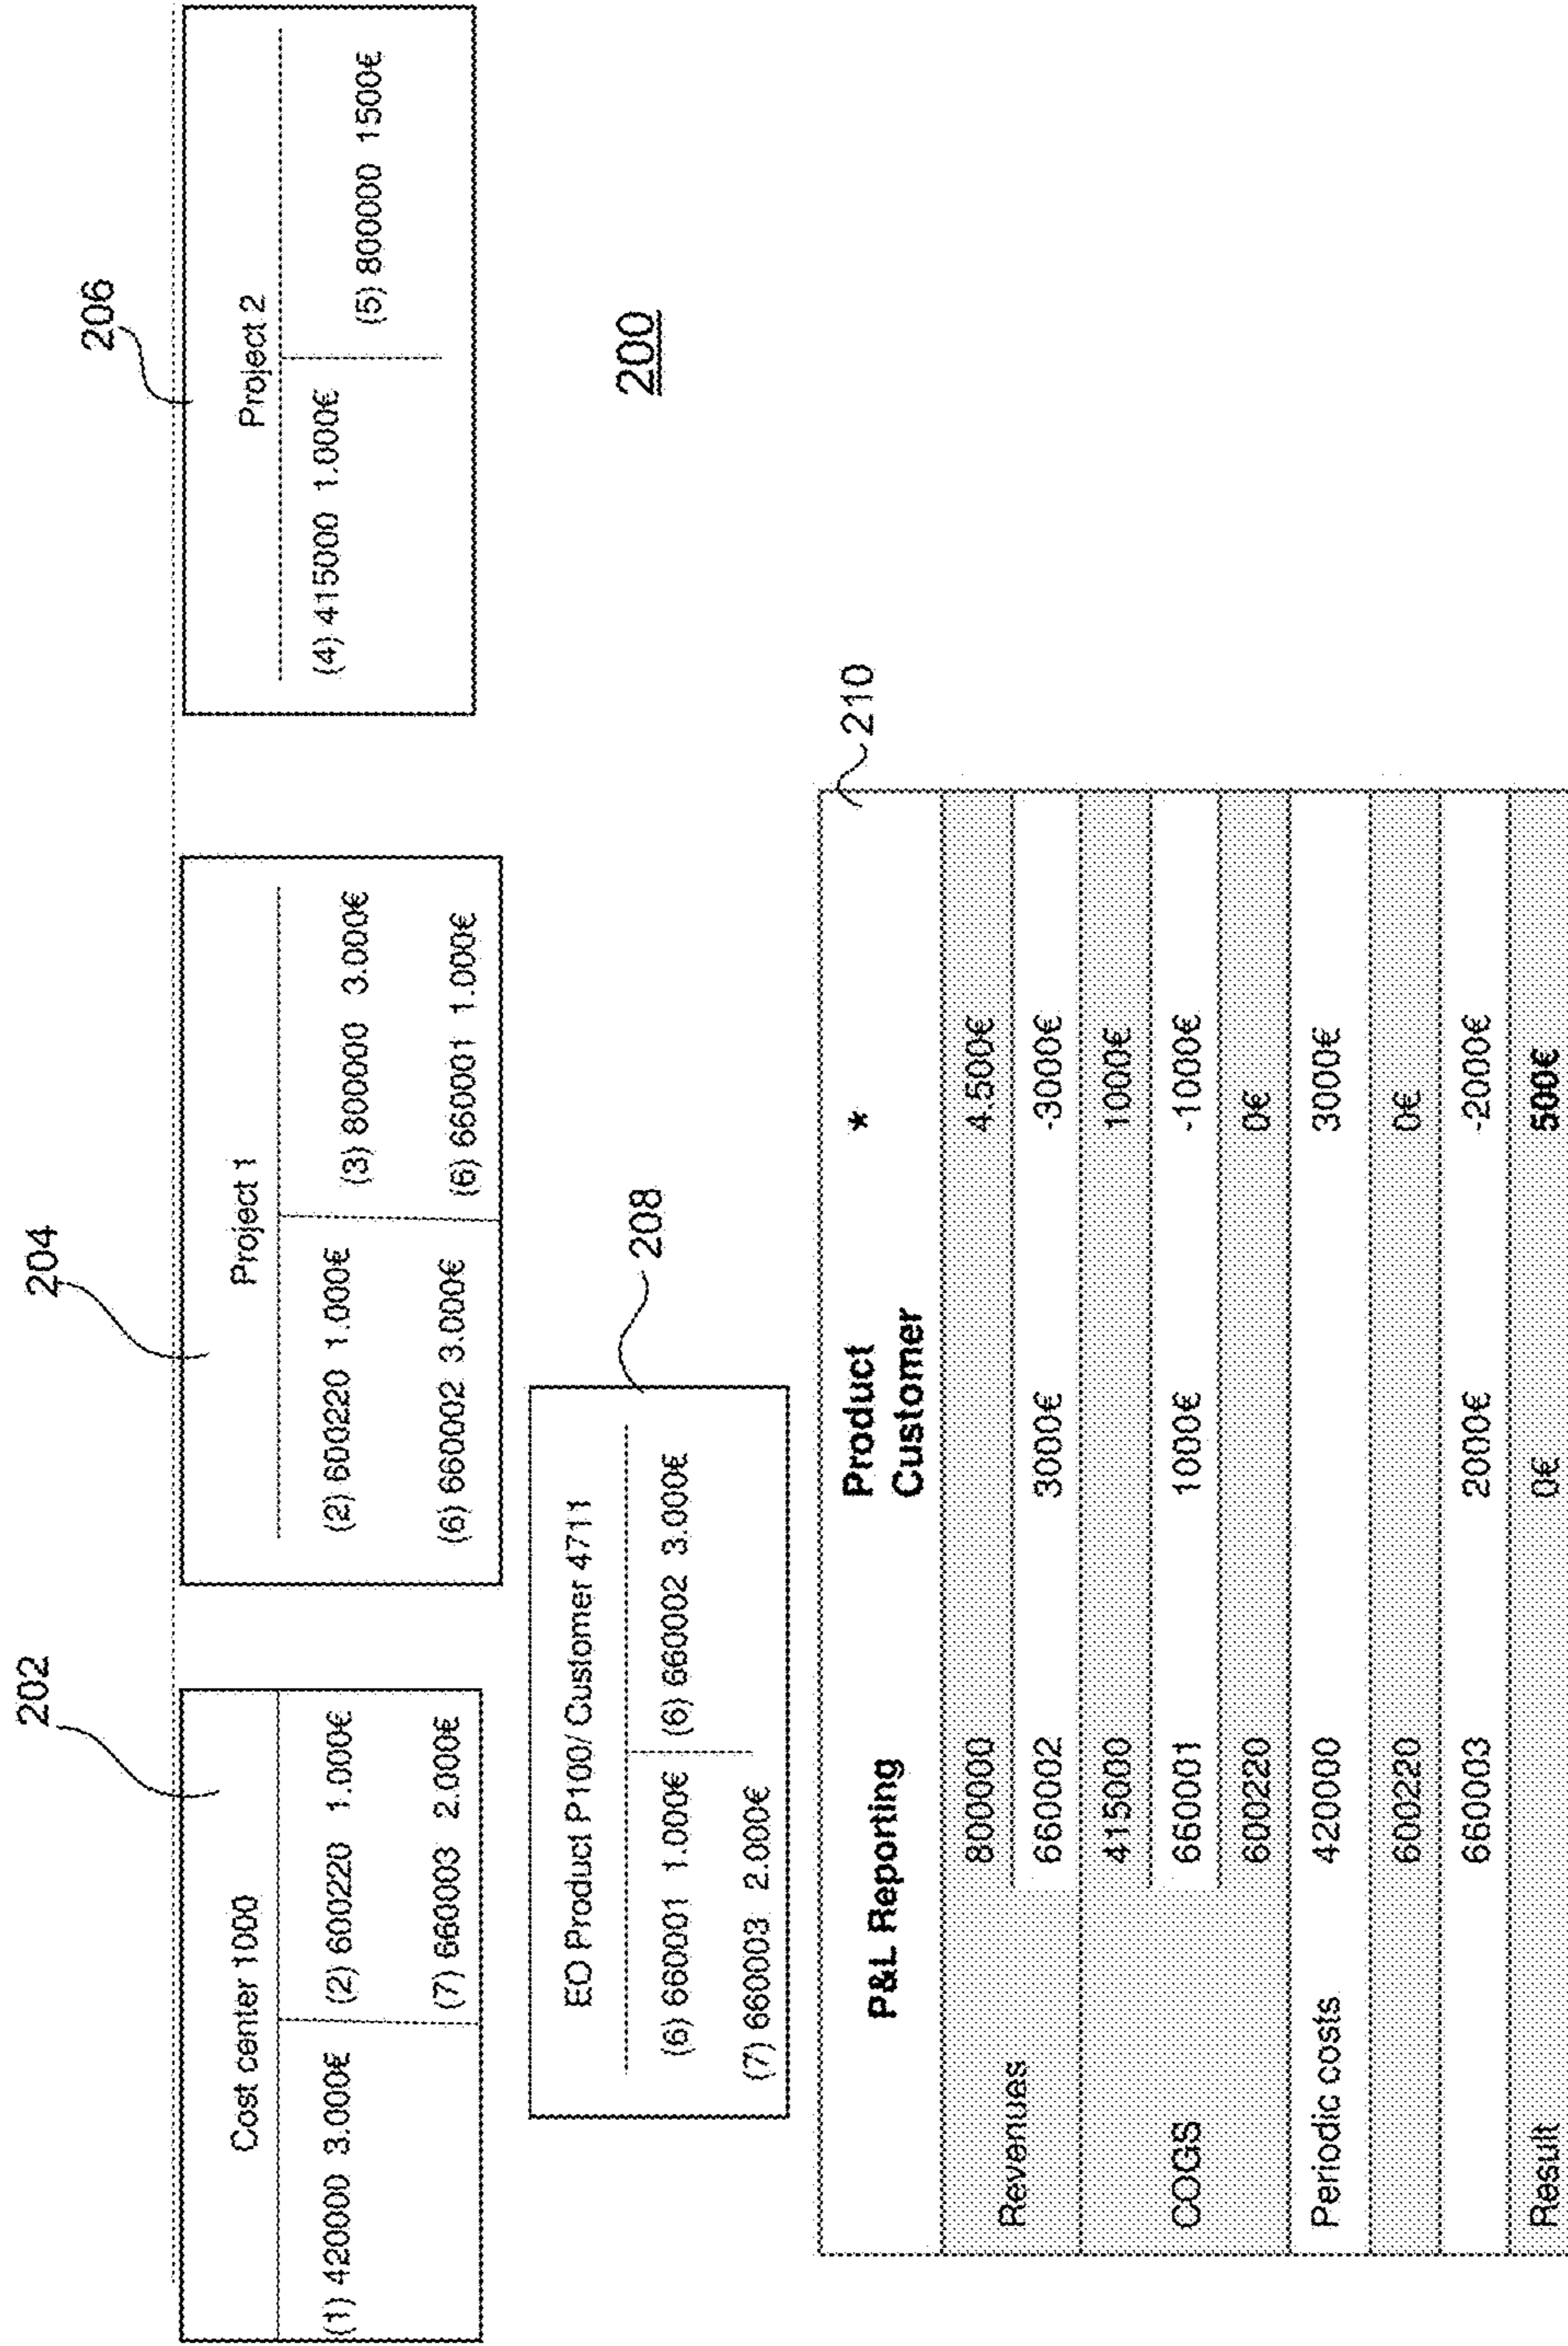 202
204
206
Cost center 1000
(1) 420000 3.000€
(2) 600220 1.000€
(7) 660003 2.000€
Project 1
(2) 600220 1.000€
(3) 800000 3.000€
(6) 660002 3.000€
(6) 660001 1.000€
Project 2
(4) 415000 1.000€
(5) 800000 1500€
200
208
EO Product P100/ Customer 4711
(6) 660001 1.000€
(6) 660002 3.000€
(7) 660003 2.000€
210
P&L Reporting Product Customer *
Revenues 800000 4.500€
660002 3000€ -3000€
COGS 415000 1000€
660001 1000€ -1000€
600220 0€
Periodic costs 420000 3000€
600220 0€
660003 2000€ -2000€
Result 0€ 500€